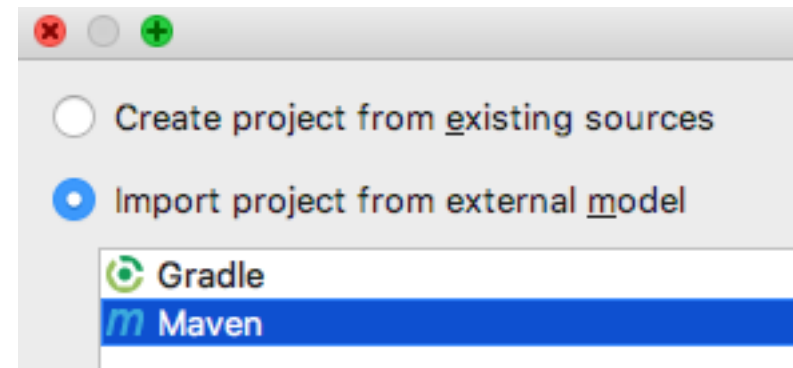 Create project from existing sources
Import project from external model
Gradle
m Maven